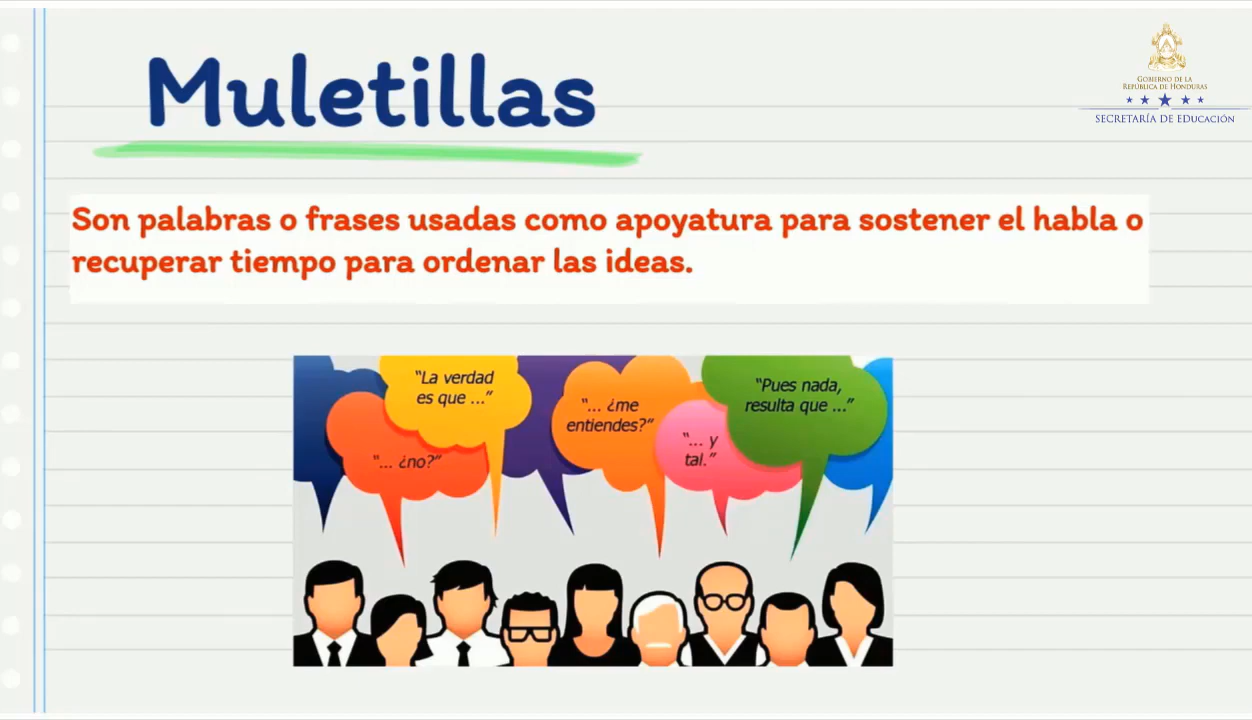 Muletillas
GOBIERNO DE LA
REPÚBLICA DE HONDURAS
SECRETARÍA DE EDUCACIÓN
Son palabras o frases usadas como apoyatura para sostener el habla o
recuperar tiempo para ordenar las ideas.
“La verdad
es que ...”
“... ¿no?”
“... ¿me
entiendes?”
“... y
tal.”
“Pues nada,
resulta que ...”